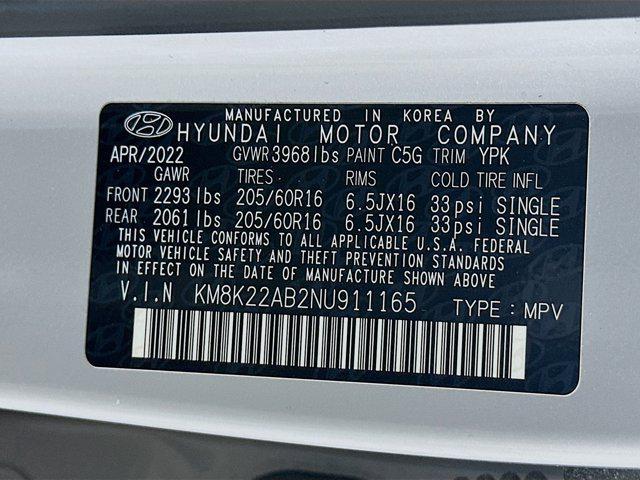 MANUFACTURED IN KOREA BY
HYUNDAI MOTOR COMPANY
APR/2022 GVWR 3968lbs PAINT C5G TRIM YPK
GAWR TIRES RIMS COLD TIRE INFL
FRONT 2293lbs 205/60R16 6.5JX16 33psi SINGLE
REAR 2061lbs 205/60R16 6.5JX16 33psi SINGLE
THIS VEHICLE CONFORMS TO ALL APPLICABLE U.S.A. FEDERAL
MOTOR VEHICLE SAFETY AND THEFT PREVENTION STANDARDS
IN EFFECT ON THE DATE OF MANUFACTURE SHOWN ABOVE
V.I.N KM8K22AB2NU911165 TYPE : MPV